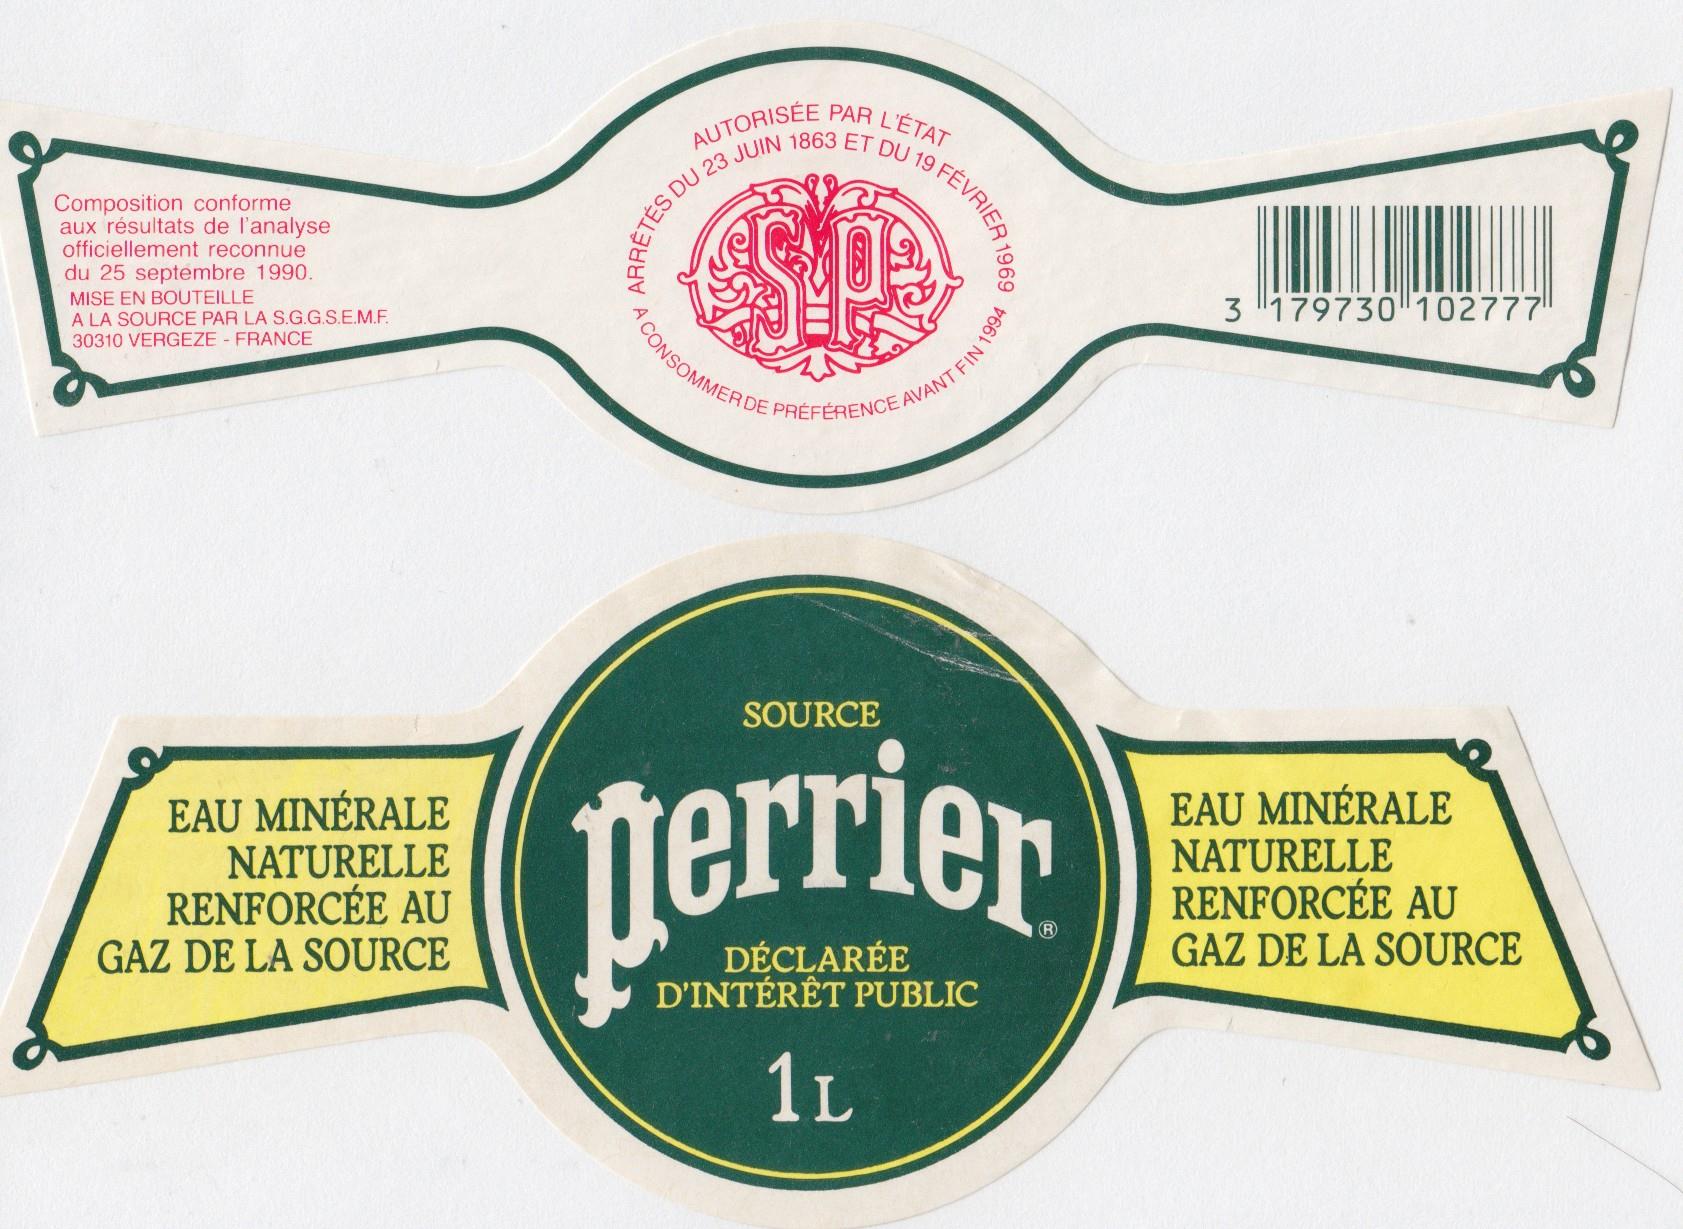 Composition conforme
aux résultats de l'analyse
officiellement reconnue
du 25 septembre 1990.
MISE EN BOUTEILLE
A LA SOURCE PAR LA S.G.G.S.E.M.F.
30310 VERGEZE - FRANCE
AUTORISÉE PAR L'ÉTAT
ARRÊTÉS DU 23 JUIN 1863 ET DU 19 FÉVRIER 1969
SP
A CONSOMMER DE PRÉFÉRENCE AVANT FIN 1994
3 179730 102777
EAU MINÉRALE
NATURELLE
RENFORCÉE AU
GAZ DE LA SOURCE
SOURCE
perrier®
DÉCLARÉE
D'INTÉRÊT PUBLIC
1L
EAU MINÉRALE
NATURELLE
RENFORCÉE AU
GAZ DE LA SOURCE